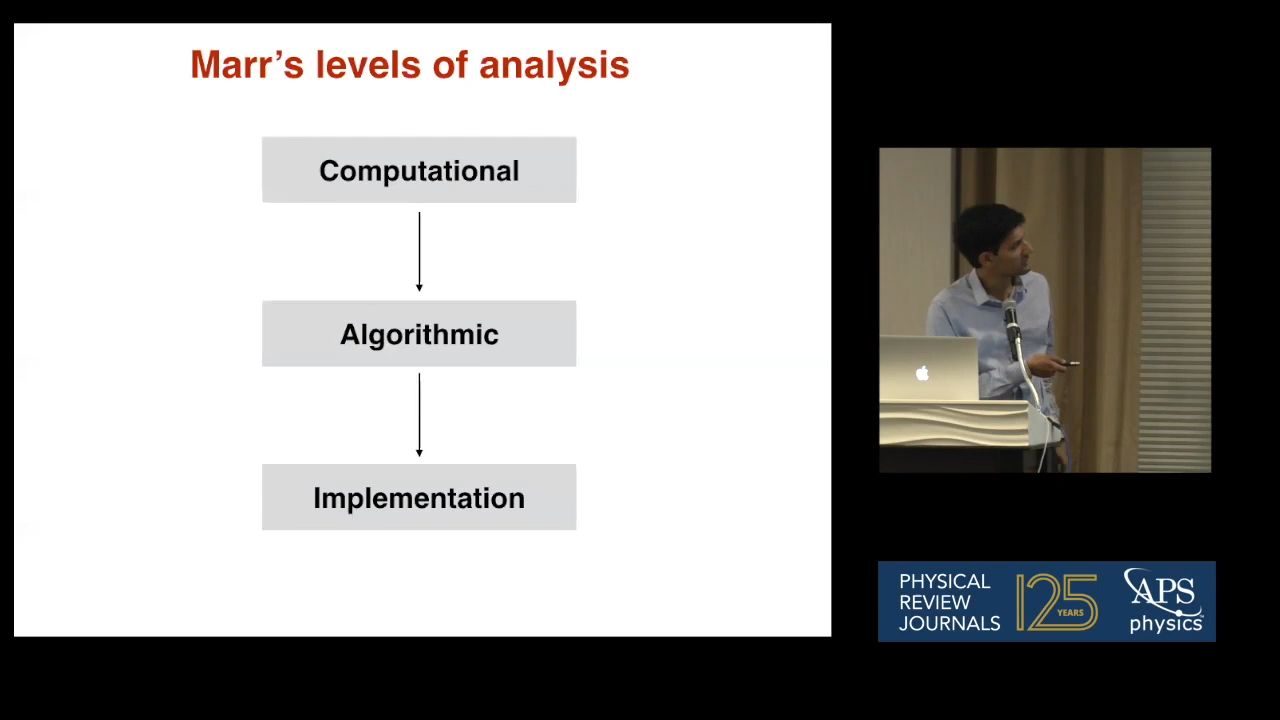 Marr's levels of analysis
Computational
Algorithmic
Implementation
PHYSICAL
REVIEW
JOURNALS
125
YEARS
APS
physics